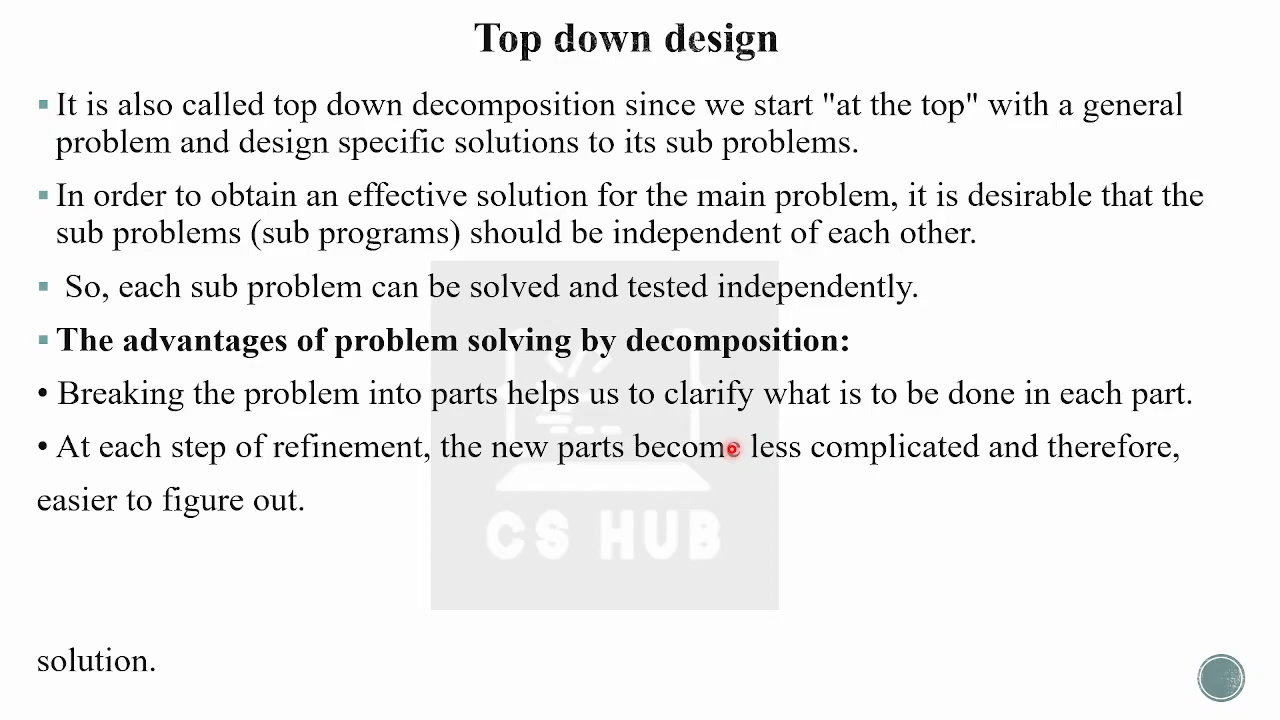 Top down design
▪ It is also called top down decomposition since we start "at the top" with a general
problem and design specific solutions to its sub problems.
▪ In order to obtain an effective solution for the main problem, it is desirable that the
sub problems (sub programs) should be independent of each other.
▪ So, each sub problem can be solved and tested independently.
▪ The advantages of problem solving by decomposition:
• Breaking the problem into parts helps us to clarify what is to be done in each part.
• At each step of refinement, the new parts become less complicated and therefore,
easier to figure out.
CS HUB
solution.